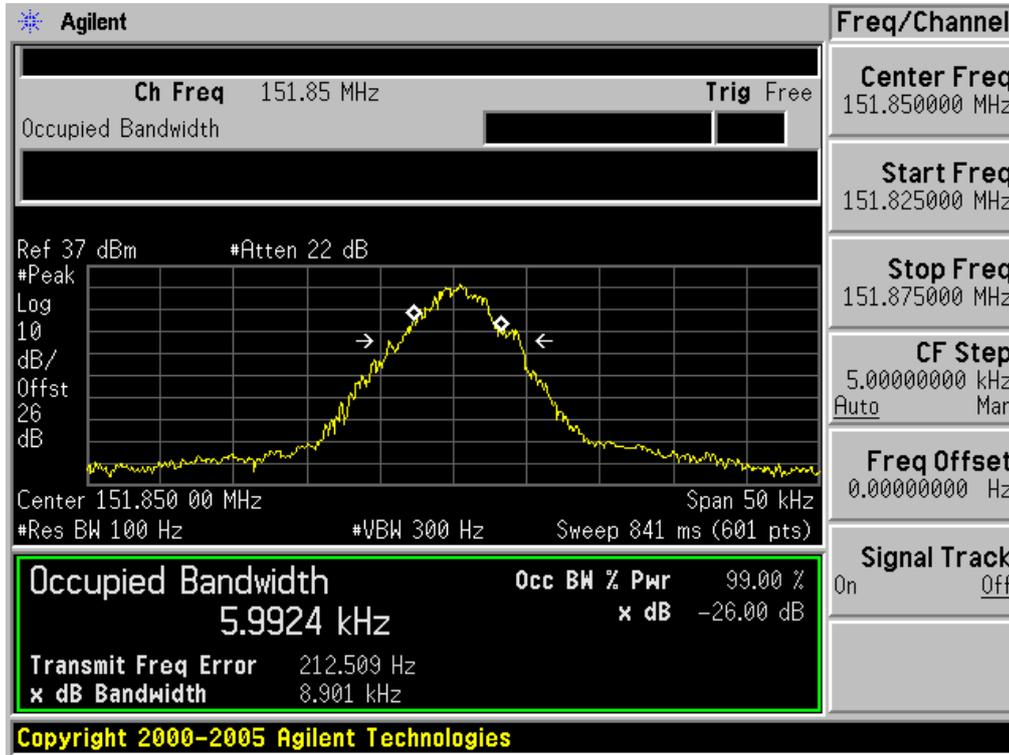 Agilent
Freq/Channel
Ch Freq 151.85 MHz Trig Free
Occupied Bandwidth
Center Freq
151.850000 MHz
Start Freq
151.825000 MHz
Stop Freq
151.875000 MHz
CF Step
5.00000000 kHz
Auto Man
Freq Offset
0.00000000 Hz
Signal Track
On Off
Ref 37 dBm #Atten 22 dB
#Peak
Log
10
dB/
Offst
26
dB
Center 151.850 00 MHz Span 50 kHz
#Res BW 100 Hz #VBW 300 Hz Sweep 841 ms (601 pts)
Occupied Bandwidth
5.9924 kHz
Occ BW % Pwr 99.00 %
x dB -26.00 dB
Transmit Freq Error 212.509 Hz
x dB Bandwidth 8.901 kHz
Copyright 2000-2005 Agilent Technologies